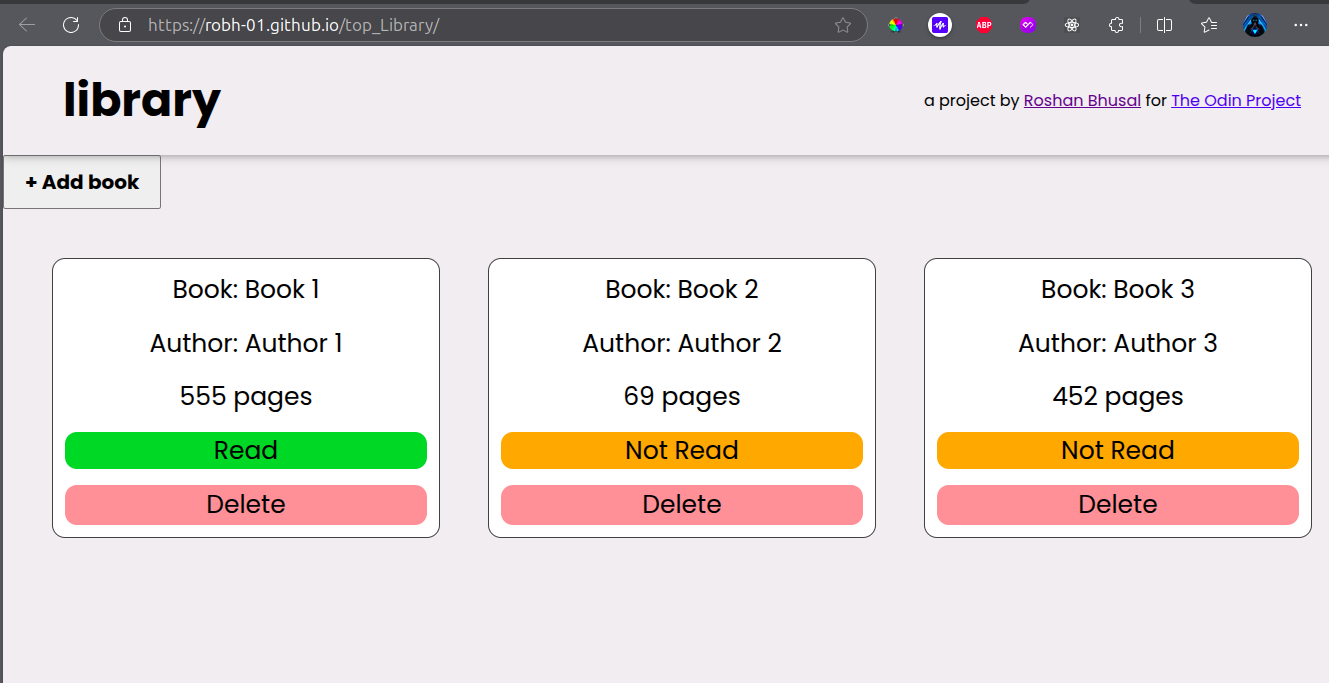 https://robh-01.github.io/top_Library/
ABP
library
a project by Roshan Bhusal for The Odin Project
+ Add book
Book: Book 1
Author: Author 1
555 pages
Read
Delete
Book: Book 2
Author: Author 2
69 pages
Not Read
Delete
Book: Book 3
Author: Author 3
452 pages
Not Read
Delete